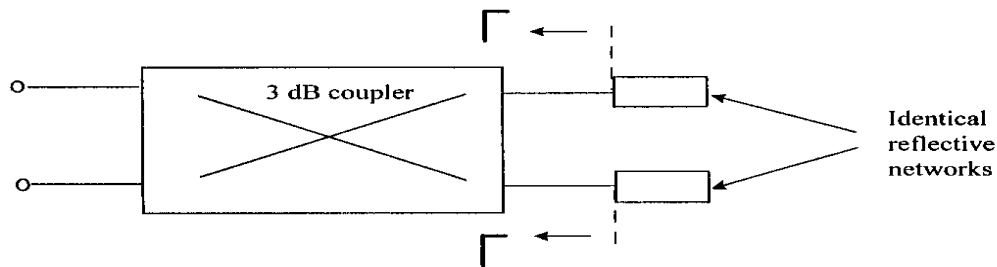 Γ
3 dB coupler
Identical
reflective
networks
Γ